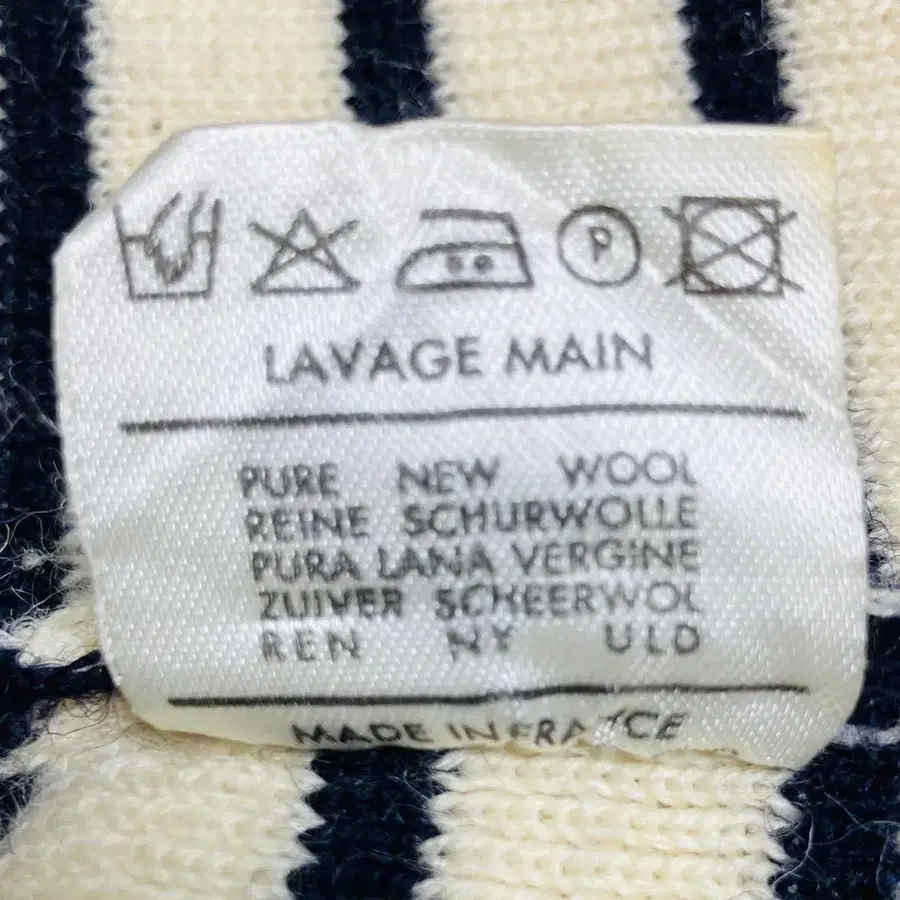 P
LAVAGE MAIN
PURE NEW WOOL
REINE SCHURWOLLE
PURA LANA VERGINE
ZUIVER SCHEERWOL
REN NY ULD
MADE IN FRANCE